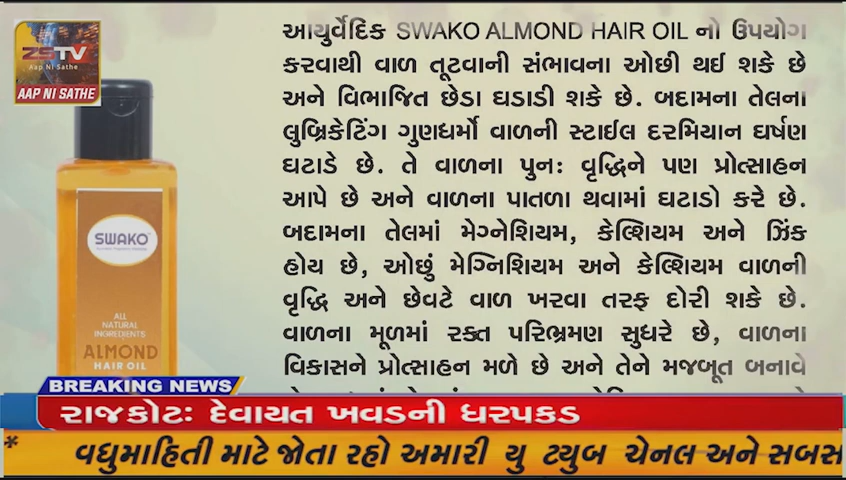 ZSTV
Aap Ni Sathe
AAP NI SATHE
આયુર્વેદિક SWAKO ALMOND HAIR OIL નો ઉપયોગ
કરવાથી વાળ તૂટવાની સંભાવના ઓછી થઈ શકે છે
અને વિભાજિત છેડા ઘડાડી શકે છે. બદામના તેલના
લુબ્રિકેટિંગ ગુણધર્મો વાળની સ્ટાઈલ દરમિયાન ઘર્ષણ
ઘટાડે છે. તે વાળના પુનઃ વૃદ્ધિને પણ પ્રોત્સાહન
આપે છે અને વાળના પાતળા થવામાં ઘટાડો કરે છે.
બદામના તેલમાં મેગ્નેશિયમ, કેલ્શિયમ અને ઝિંક
હોય છે, ઓછું મેગ્નિશિયમ અને કેલ્શિયમ વાળની
વૃદ્ધિ અને છેવટે વાળ ખરવા તરફ દોરી શકે છે.
વાળના મૂળમાં રક્ત પરિભ્રમણ સુધરે છે, વાળના
વિકાસને પ્રોત્સાહન મળે છે અને તેને મજબૂત બનાવે
SWAKO
ALL
NATURAL
INGREDIENTS
ALMOND
HAIR OIL
BREAKING NEWS
રાજકોટઃ દેવાયત ખવડની ધરપકડ
* વધુમાહિતી માટે જોતા રહો અમારી યુ ટ્યુબ ચેનલ અને સબસ